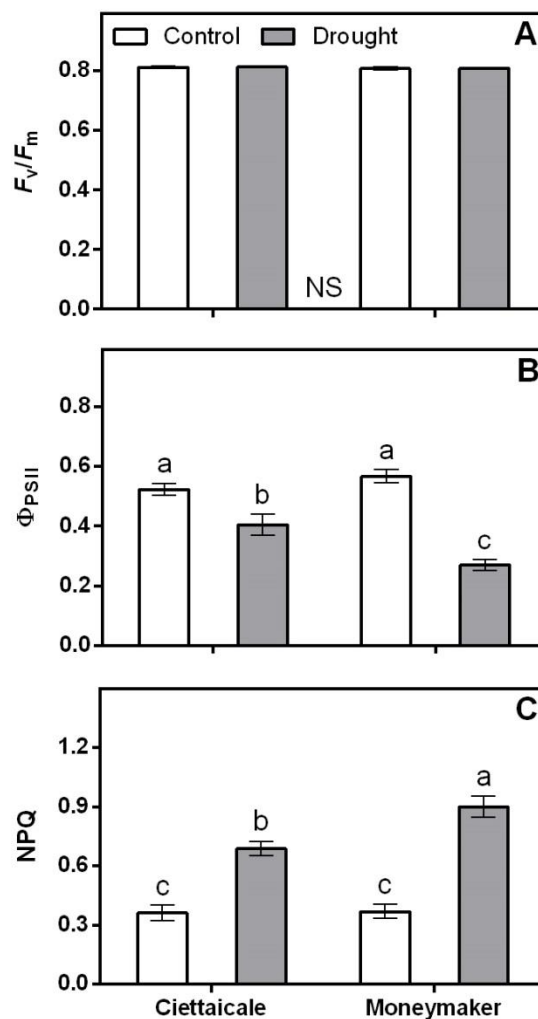 Control Drought A
0.8
0.6
0.4
0.2
0.0
Fv/Fm
NS
B
0.8
0.6
0.4
0.2
0.0
ΦPSII
a
b
a
c
C
1.2
0.9
0.6
0.3
0.0
NPQ
c
b
c
a
Ciettaicale Moneymaker